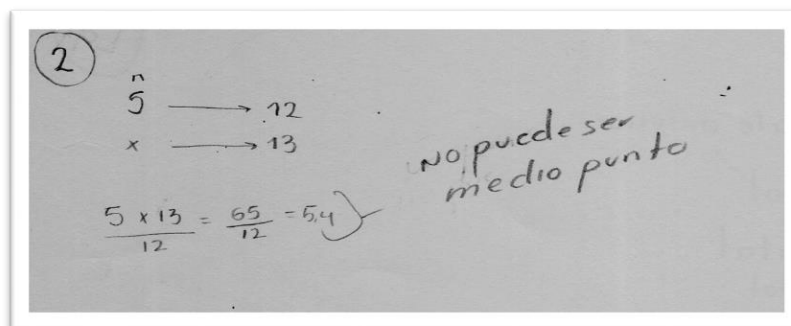 2
n
5 → 12
x → 13
5 x 13 / 12 = 65 / 12 = 5,4
No puede ser
medio punto